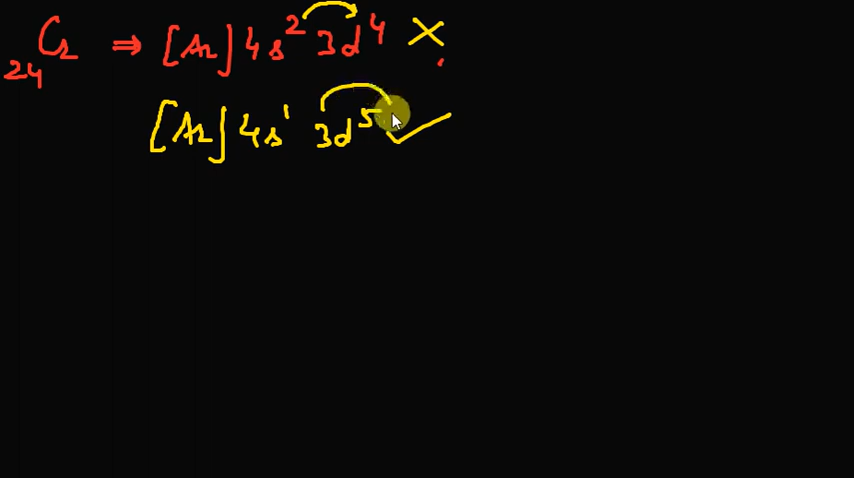 ₂₄Cr ⇒ [Ar] 4s² 3d⁴ ✗
[Ar] 4s¹ 3d⁵ ✓